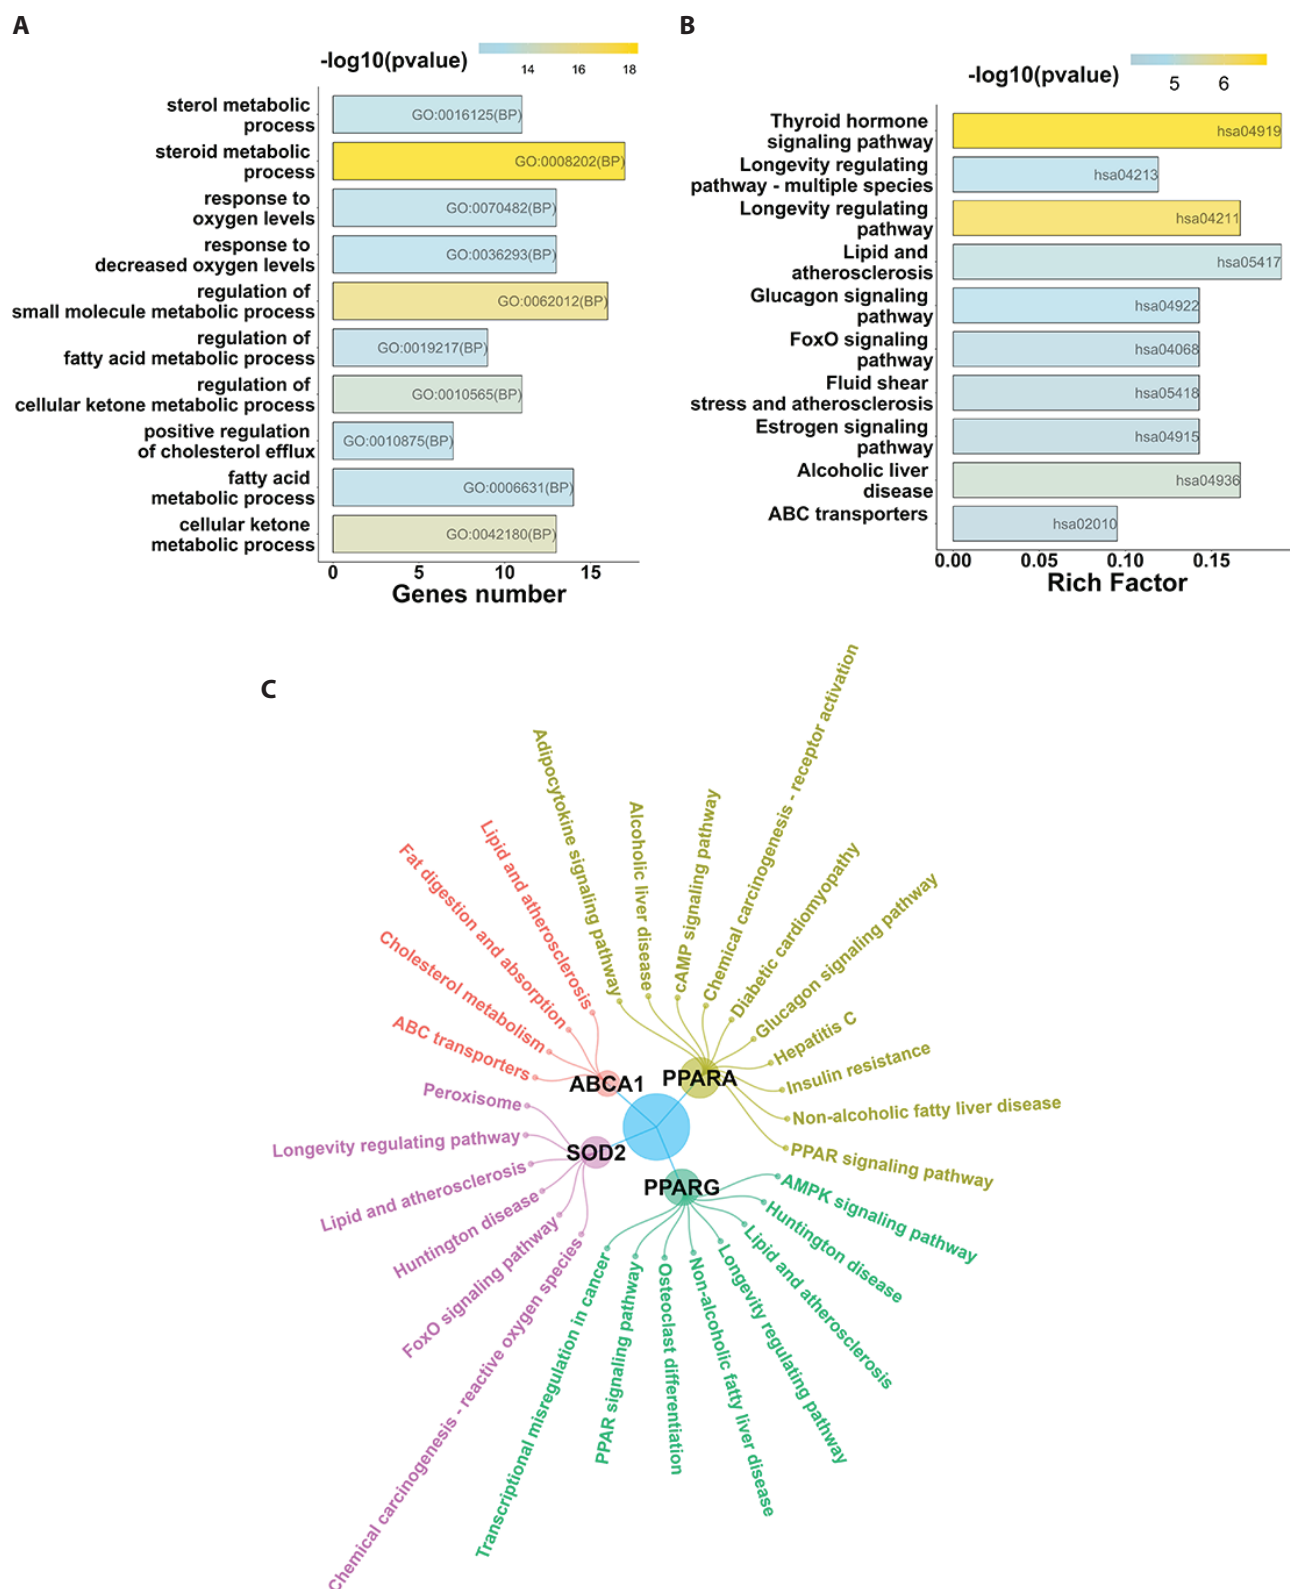 A
-log10(pvalue)
14 16 18
sterol metabolic
process
GO:0016125(BP)
steroid metabolic
process
GO:0008202(BP)
response to
oxygen levels
GO:0070482(BP)
response to
decreased oxygen levels
GO:0036293(BP)
regulation of
small molecule metabolic process
GO:0062012(BP)
regulation of
fatty acid metabolic process
GO:0019217(BP)
regulation of
cellular ketone metabolic process
GO:0010565(BP)
positive regulation
of cholesterol efflux
GO:0010875(BP)
fatty acid
metabolic process
GO:0006631(BP)
cellular ketone
metabolic process
GO:0042180(BP)
0 5 10 15
Genes number
B
-log10(pvalue)
5 6
Thyroid hormone
signaling pathway
hsa04919
Longevity regulating
pathway - multiple species
hsa04213
Longevity regulating
pathway
hsa04211
Lipid and
atherosclerosis
hsa05417
Glucagon signaling
pathway
hsa04922
FoxO signaling
pathway
hsa04068
Fluid shear
stress and atherosclerosis
hsa05418
Estrogen signaling
pathway
hsa04915
Alcoholic liver
disease
hsa04936
ABC transporters
hsa02010
0.00 0.05 0.10 0.15
Rich Factor
C
ABCA1
Lipid and atherosclerosis
Fat digestion and absorption
Cholesterol metabolism
ABC transporters
PPARA
Adipocytokine signaling pathway
Alcoholic liver disease
cAMP signaling pathway
Chemical carcinogenesis - receptor activation
Diabetic cardiomyopathy
Glucagon signaling pathway
Hepatitis C
Insulin resistance
Non-alcoholic fatty liver disease
PPAR signaling pathway
SOD2
Peroxisome
Longevity regulating pathway
Lipid and atherosclerosis
Huntington disease
FoxO signaling pathway
Chemical carcinogenesis - reactive oxygen species
PPARG
AMPK signaling pathway
Huntington disease
Lipid and atherosclerosis
Longevity regulating pathway
Non-alcoholic fatty liver disease
Osteoclast differentiation
PPAR signaling pathway
Transcriptional misregulation in cancer